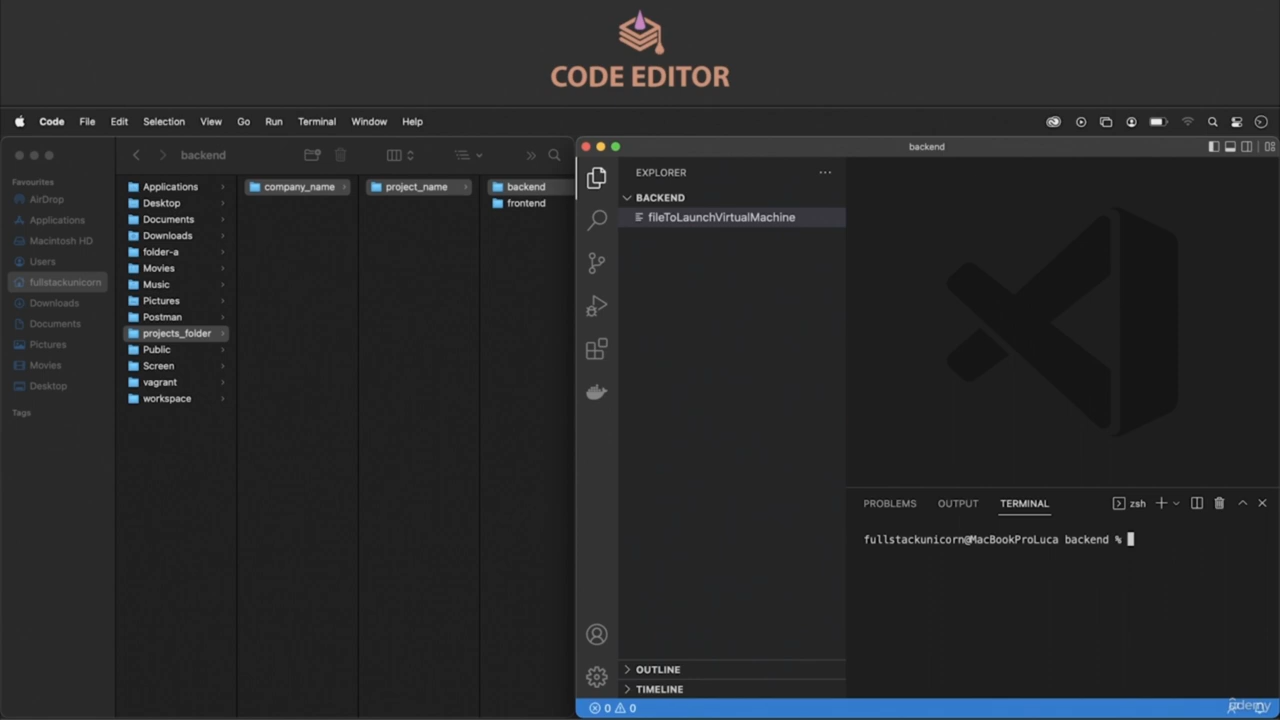 CODE EDITOR
Code File Edit Selection View Go Run Terminal Window Help
backend
Favourites
AirDrop
Applications
Macintosh HD
Users
fullstackunicorn
Downloads
Documents
Pictures
Movies
Desktop
Tags
Applications
Desktop
Documents
Downloads
folder-a
Movies
Music
Pictures
Postman
projects_folder
Public
Screen
vagrant
workspace
company_name
project_name
backend
frontend
backend
EXPLORER
BACKEND
fileToLaunchVirtualMachine
OUTLINE
TIMELINE
PROBLEMS OUTPUT TERMINAL zsh
fullstackunicorn@MacBookProLuca backend %
0 0
udemy